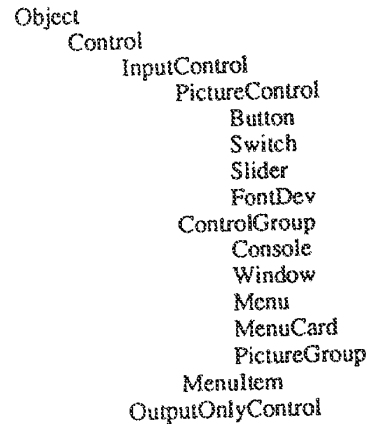 Object
Control
InputControl
PictureControl
Button
Switch
Slider
FontDev
ControlGroup
Console
Window
Menu
MenuCard
PictureGroup
MenuItem
OutputOnlyControl